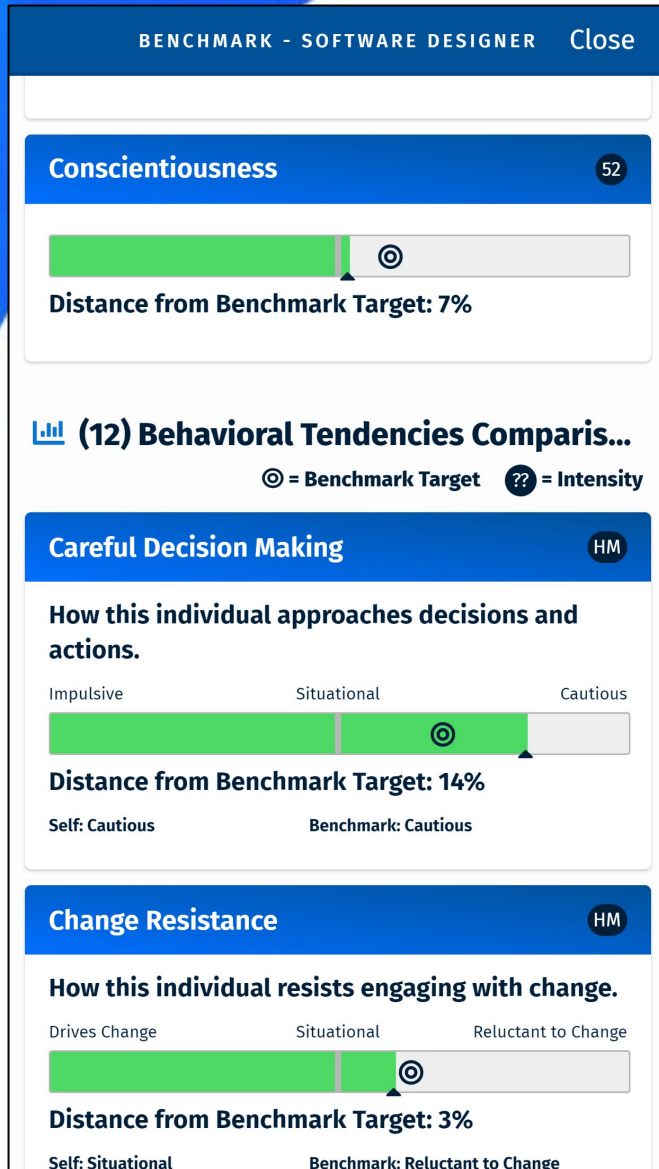 BENCHMARK - SOFTWARE DESIGNER Close
Conscientiousness 52
Distance from Benchmark Target: 7%
(12) Behavioral Tendencies Comparis...
= Benchmark Target ?? = Intensity
Careful Decision Making HM
How this individual approaches decisions and
actions.
Impulsive Situational Cautious
Distance from Benchmark Target: 14%
Self: Cautious Benchmark: Cautious
Change Resistance HM
How this individual resists engaging with change.
Drives Change Situational Reluctant to Change
Distance from Benchmark Target: 3%
Self: Situational Benchmark: Reluctant to Change